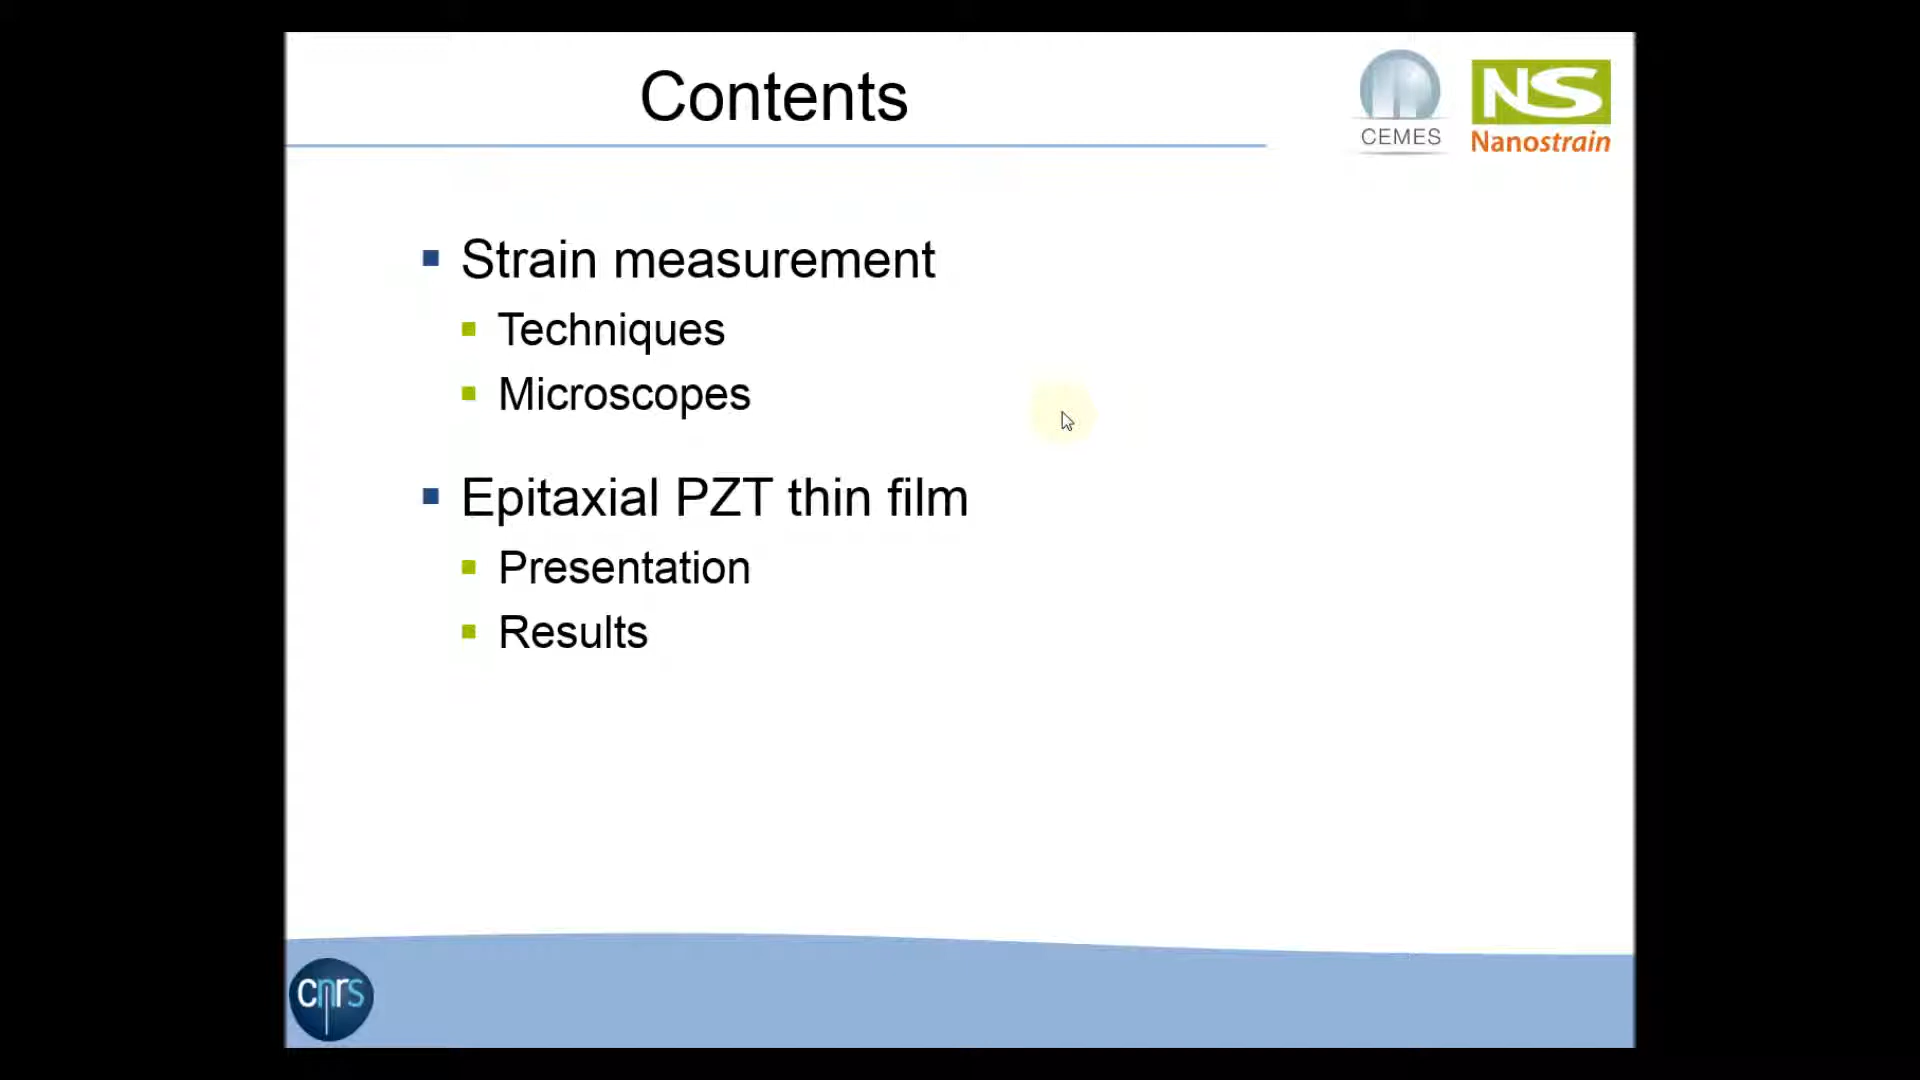 Contents
CEMES
NS
Nanostrain
Strain measurement
Techniques
Microscopes
Epitaxial PZT thin film
Presentation
Results
cnrs